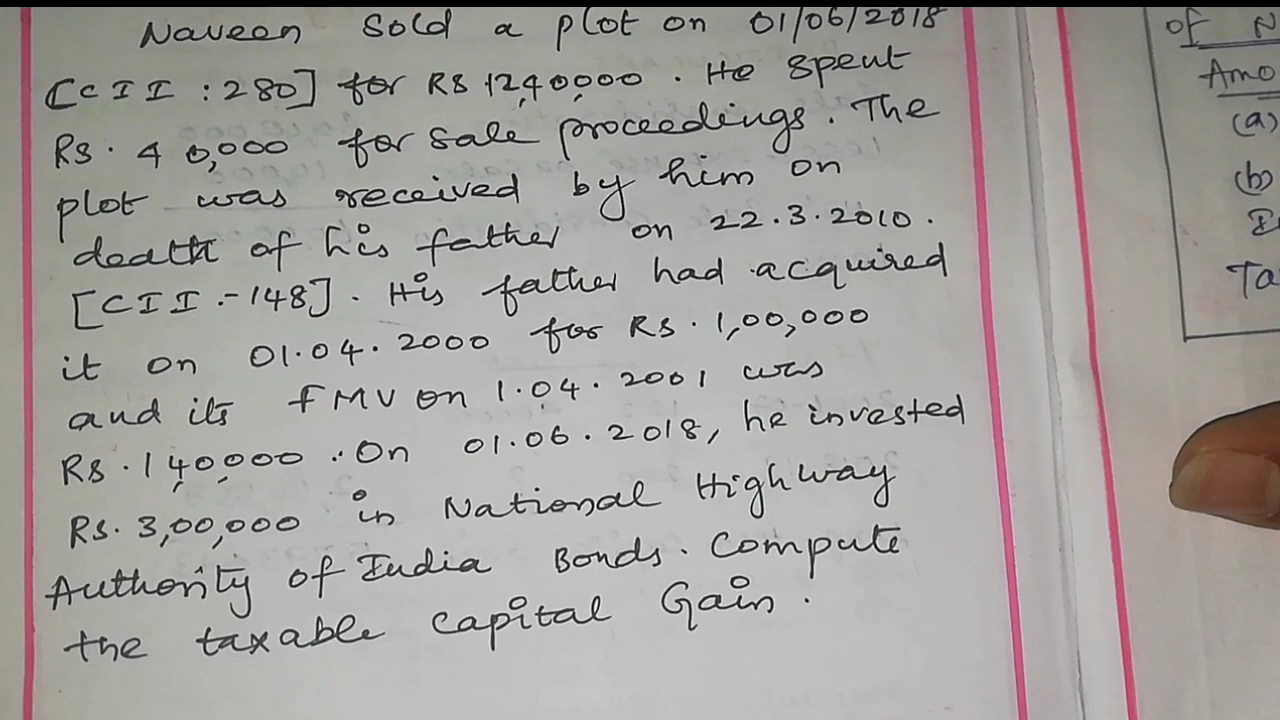 Naveen sold a plot on 01/06/2018
[CII : 280] for RS 12,40,000. He spent
Rs. 40,000 for sale proceedings. The
plot was received by him on
death of his father on 22.3.2010.
[CII :- 148]. His father had acquired
it on 01.04.2000 for RS. 1,00,000
and its FMV on 1.04.2001 was
RS. 1,40,000. On 01.06.2018, he invested
RS. 3,00,000 in National Highway
Authority of India Bonds. Compute
the taxable capital Gain.
of N
Amo
(a)
(b)
Ta